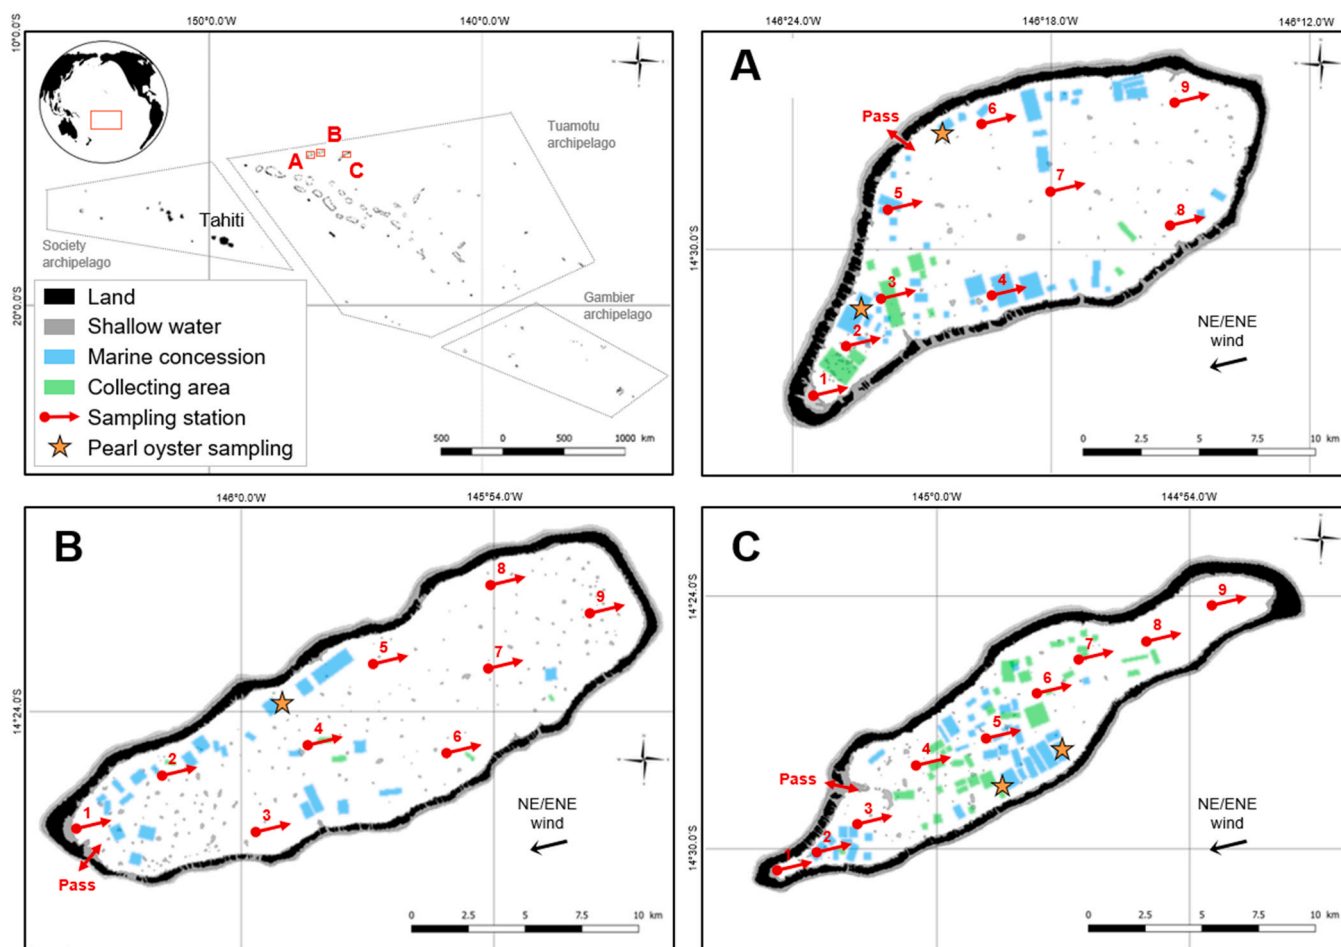 150°0.0'W
140°0.0'W
10°0.0'S
20°0.0'S
B
A
C
Tuamotu
archipelago
Tahiti
Society
archipelago
Gambier
archipelago
Land
Shallow water
Marine concession
Collecting area
Sampling station
Pearl oyster sampling
500
0
500
1000 km
146°24.0'W
146°18.0'W
146°12.0'W
14°30.0'S
A
Pass
6
9
5
7
8
3
4
2
1
NE/ENE
wind
0
2.5
5
7.5
10 km
146°0.0'W
145°54.0'W
14°24.0'S
B
8
9
5
7
4
6
2
3
1
Pass
NE/ENE
wind
0
2.5
5
7.5
10 km
145°0.0'W
144°54.0'W
14°24.0'S
14°30.0'S
C
9
8
7
6
5
4
Pass
3
2
1
NE/ENE
wind
0
2.5
5
7.5
10 km